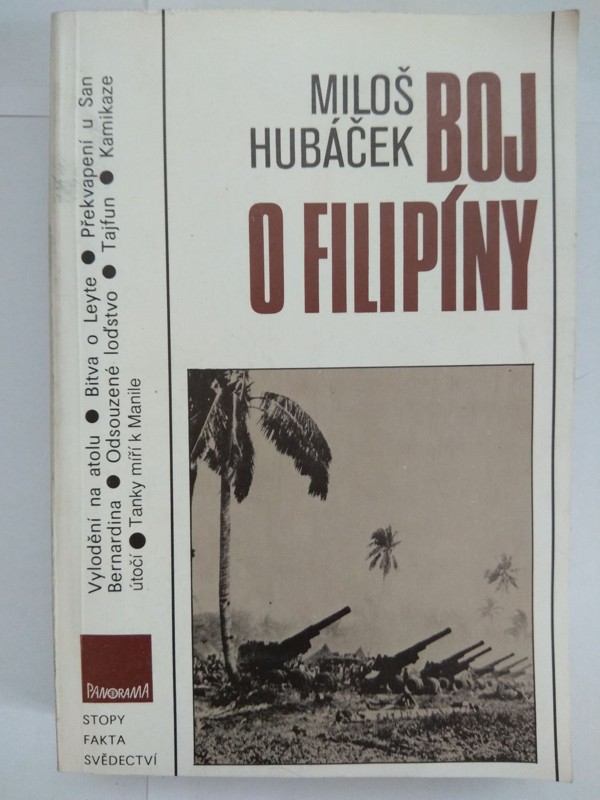 MILOŠ
HUBÁČEK
BOJ
O FILIPÍNY
Vylodění na atolu ● Bitva o Leyte ● Překvapení u San
Bernardina ● Odsouzené loďstvo ● Tajfun ● Kamikaze
útočí ● Tanky míří k Manile
PANORAMA
STOPY
FAKTA
SVĚDECTVÍ